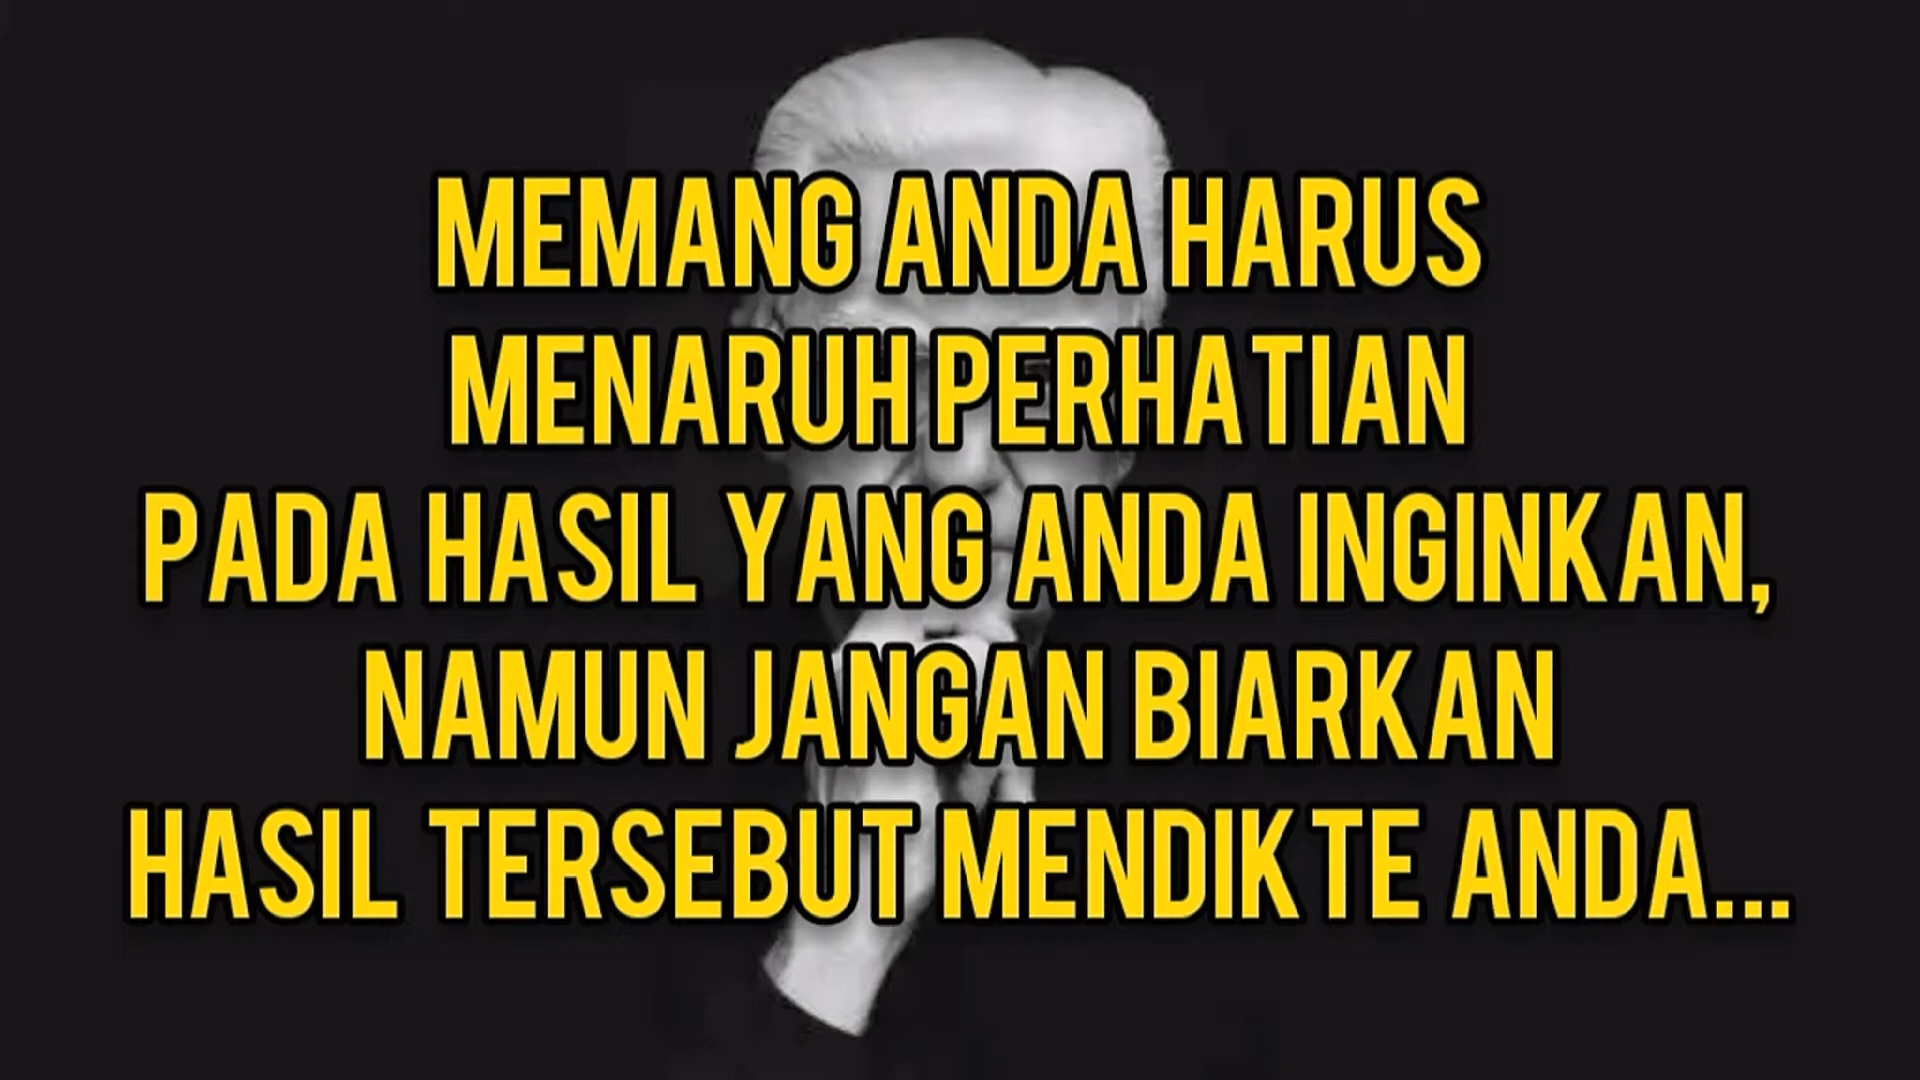 MEMANG ANDA HARUS
MENARUH PERHATIAN
PADA HASIL YANG ANDA INGINKAN,
NAMUN JANGAN BIARKAN
HASIL TERSEBUT MENDIKTE ANDA...